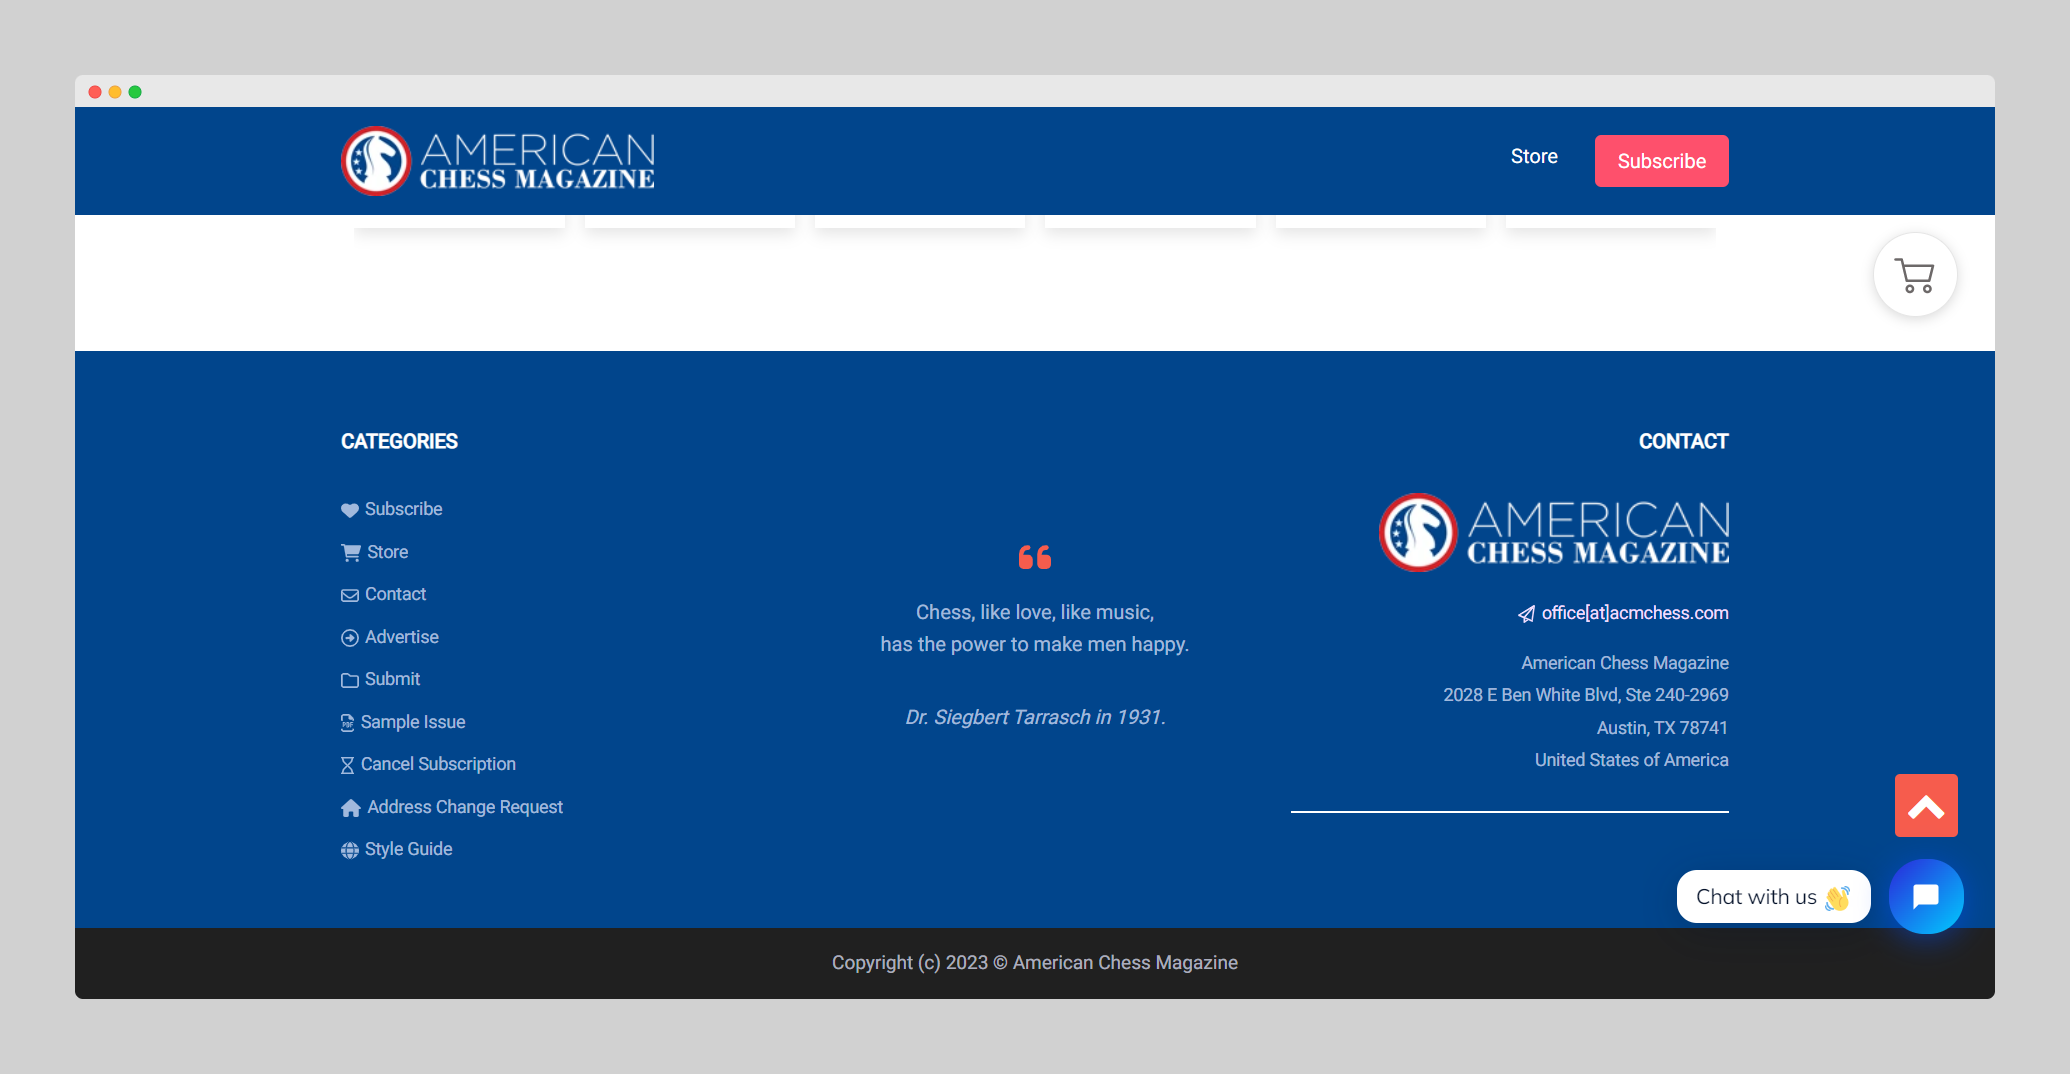 AMERICAN
CHESS MAGAZINE
Store
Subscribe
CATEGORIES
Subscribe
Store
Contact
Advertise
Submit
Sample Issue
Cancel Subscription
Address Change Request
Style Guide
Chess, like love, like music,
has the power to make men happy.
Dr. Siegbert Tarrasch in 1931.
CONTACT
AMERICAN
CHESS MAGAZINE
office[at]acmchess.com
American Chess Magazine
2028 E Ben White Blvd, Ste 240-2969
Austin, TX 78741
United States of America
Chat with us 👋
Copyright (c) 2023 © American Chess Magazine